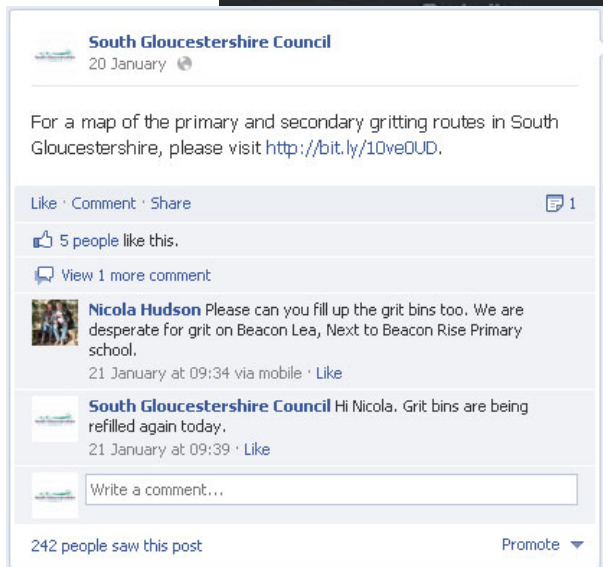 South Gloucestershire Council
20 January
For a map of the primary and secondary gritting routes in South
Gloucestershire, please visit http://bit.ly/10ve0UD.
Like · Comment · Share 1
5 people like this.
View 1 more comment
Nicola Hudson Please can you fill up the grit bins too. We are
desperate for grit on Beacon Lea, Next to Beacon Rise Primary
school.
21 January at 09:34 via mobile · Like
South Gloucestershire Council Hi Nicola. Grit bins are being
refilled again today.
21 January at 09:39 · Like
Write a comment...
242 people saw this post Promote